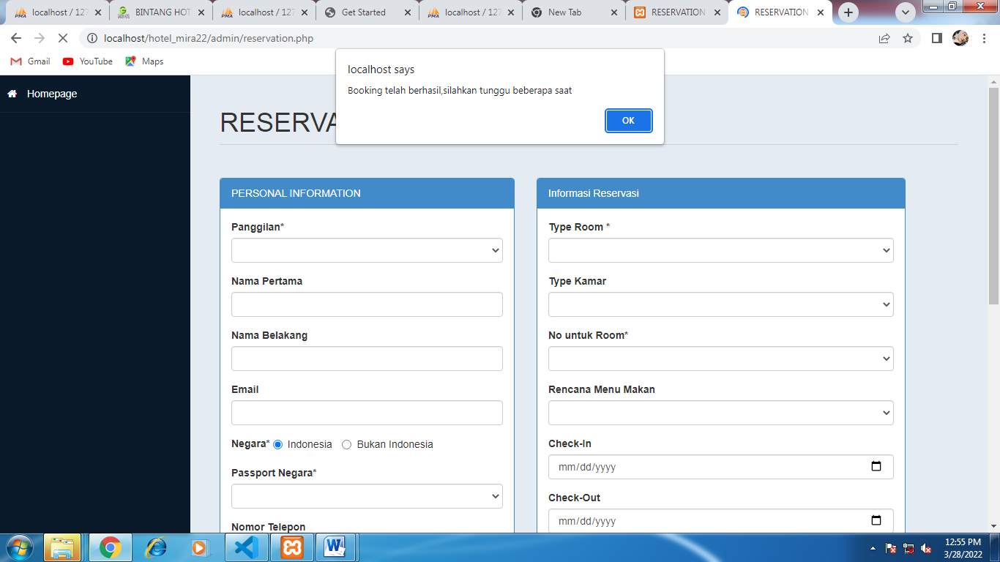 localhost / 127
BINTANG HOT
localhost / 127
Get Started
localhost / 127
New Tab
RESERVATION
RESERVATION
localhost/hotel_mira22/admin/reservation.php
Gmail
YouTube
Maps
localhost says
Booking telah berhasil,silahkan tunggu beberapa saat
OK
Homepage
RESERVA
PERSONAL INFORMATION
Panggilan*
Nama Pertama
Nama Belakang
Email
Negara* Indonesia Bukan Indonesia
Passport Negara*
Nomor Telepon
Informasi Reservasi
Type Room *
Type Kamar
No untuk Room*
Rencana Menu Makan
Check-In
mm/dd/yyyy
Check-Out
mm/dd/yyyy
12:55 PM
3/28/2022